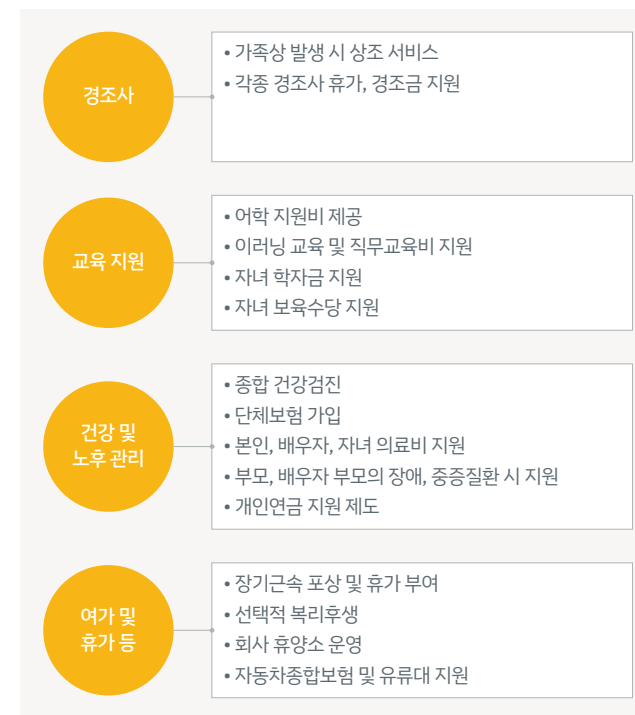 경조사
• 가족상 발생 시 상조 서비스
• 각종 경조사 휴가, 경조금 지원
교육 지원
• 어학 지원비 제공
• 이러닝 교육 및 직무교육비 지원
• 자녀 학자금 지원
• 자녀 보육수당 지원
건강 및
노후 관리
• 종합 건강검진
• 단체보험 가입
• 본인, 배우자, 자녀 의료비 지원
• 부모, 배우자 부모의 장애, 중증질환 시 지원
• 개인연금 지원 제도
여가 및
휴가 등
• 장기근속 포상 및 휴가 부여
• 선택적 복리후생
• 회사 휴양소 운영
• 자동차종합보험 및 유류대 지원